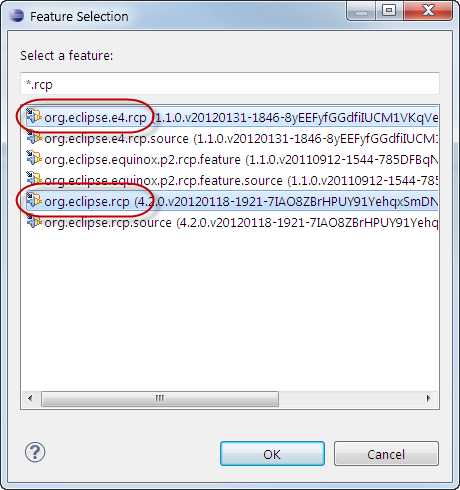 Feature Selection
Select a feature:
*.rcp
org.eclipse.e4.rcp (1.1.0.v20120131-1846-8yEEFyfGGdfiIUCM1VKqVe
org.eclipse.e4.rcp.source (1.1.0.v20120131-1846-8yEEFyfGGdfiIUCM1
org.eclipse.equinox.p2.rcp.feature (1.1.0.v20110912-1544-785DFBqN
org.eclipse.equinox.p2.rcp.feature.source (1.1.0.v20110912-1544-785
org.eclipse.rcp (4.2.0.v20120118-1921-7IAO8ZBrHPUY91YehqxSmDN
org.eclipse.rcp.source (4.2.0.v20120118-1921-7IAO8ZBrHPUY91Yehq
?
OK
Cancel